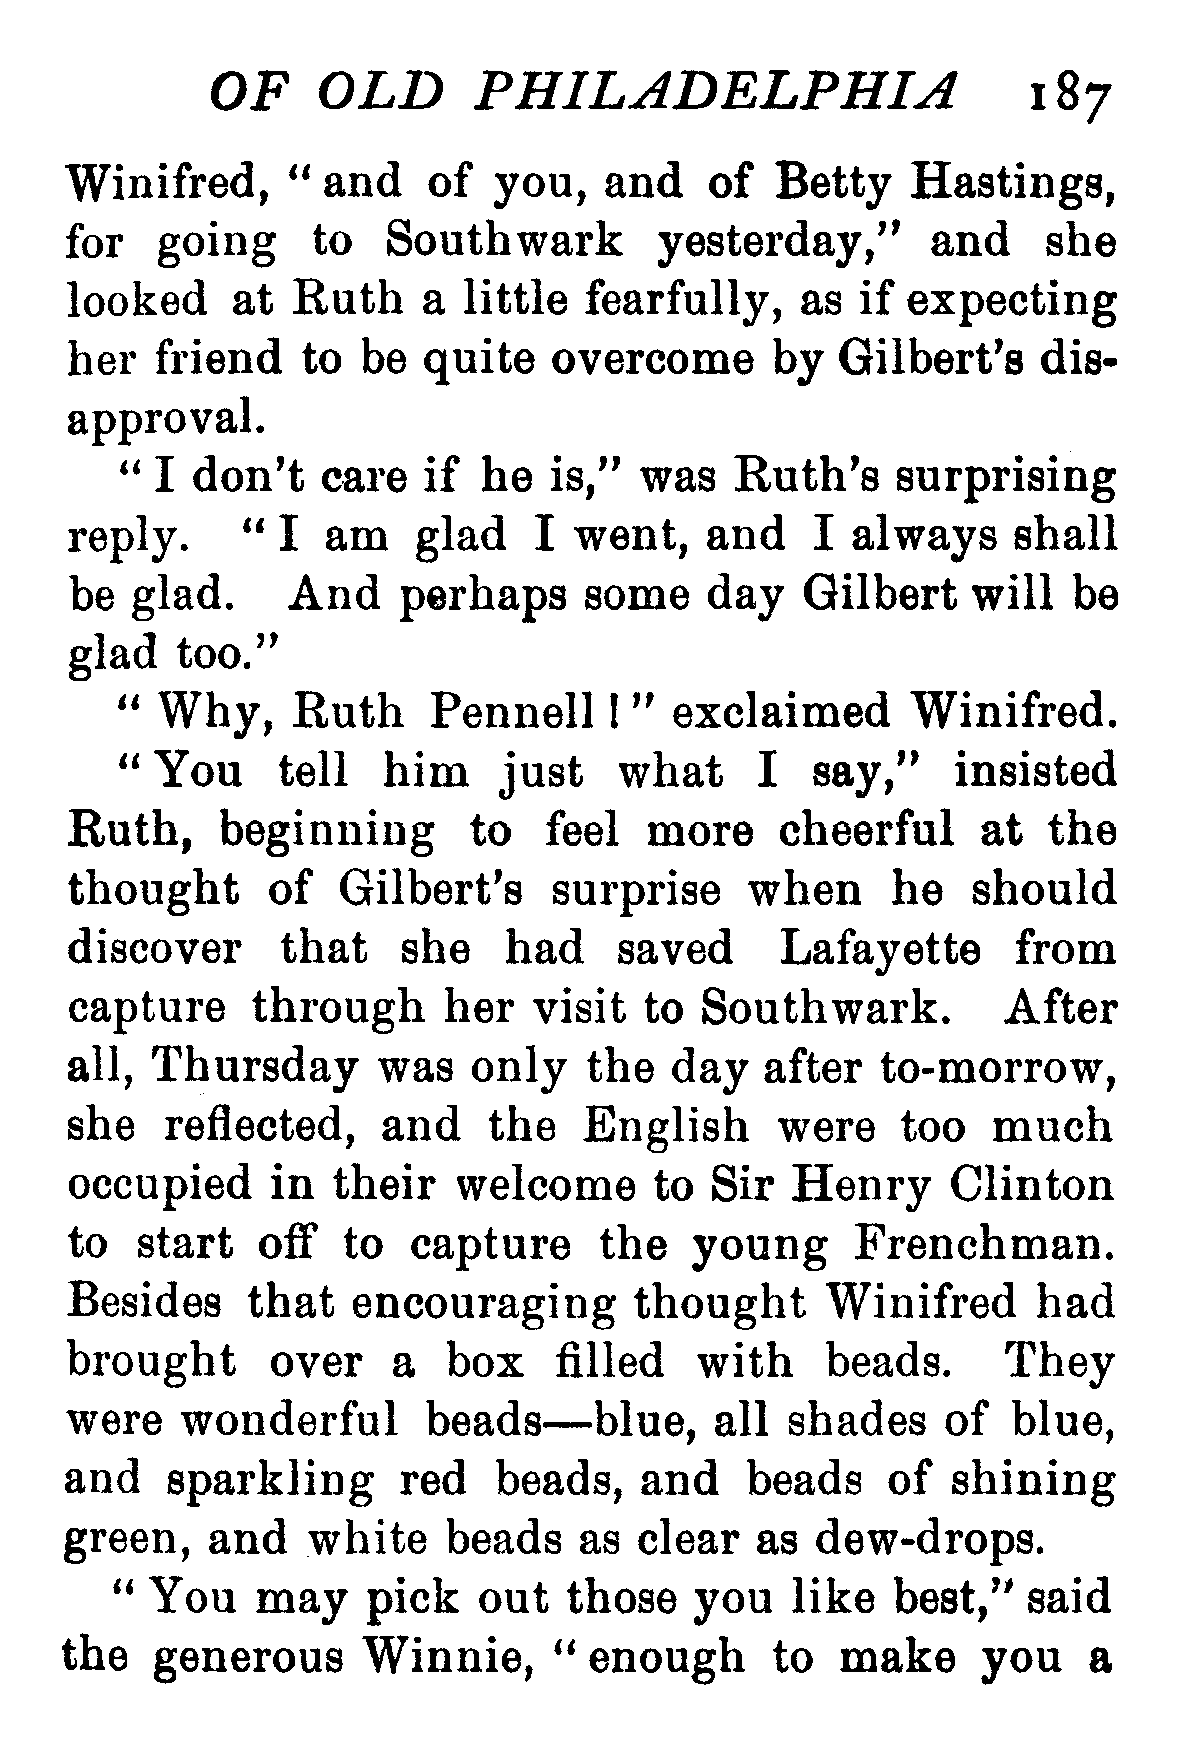 OF OLD PHILADELPHIA 187
Winifred, “ and of you, and of Betty Hastings,
for going to Southwark yesterday,” and she
looked at Ruth a little fearfully, as if expecting
her friend to be quite overcome by Gilbert’s dis-
approval.
“ I don’t care if he is,” was Ruth’s surprising
reply. “ I am glad I went, and I always shall
be glad. And perhaps some day Gilbert will be
glad too.”
“ Why, Ruth Pennell ! ” exclaimed Winifred.
“ You tell him just what I say,” insisted
Ruth, beginning to feel more cheerful at the
thought of Gilbert’s surprise when he should
discover that she had saved Lafayette from
capture through her visit to Southwark. After
all, Thursday was only the day after to-morrow,
she reflected, and the English were too much
occupied in their welcome to Sir Henry Clinton
to start off to capture the young Frenchman.
Besides that encouraging thought Winifred had
brought over a box filled with beads. They
were wonderful beads—blue, all shades of blue,
and sparkling red beads, and beads of shining
green, and white beads as clear as dew-drops.
“ You may pick out those you like best,” said
the generous Winnie, “ enough to make you a